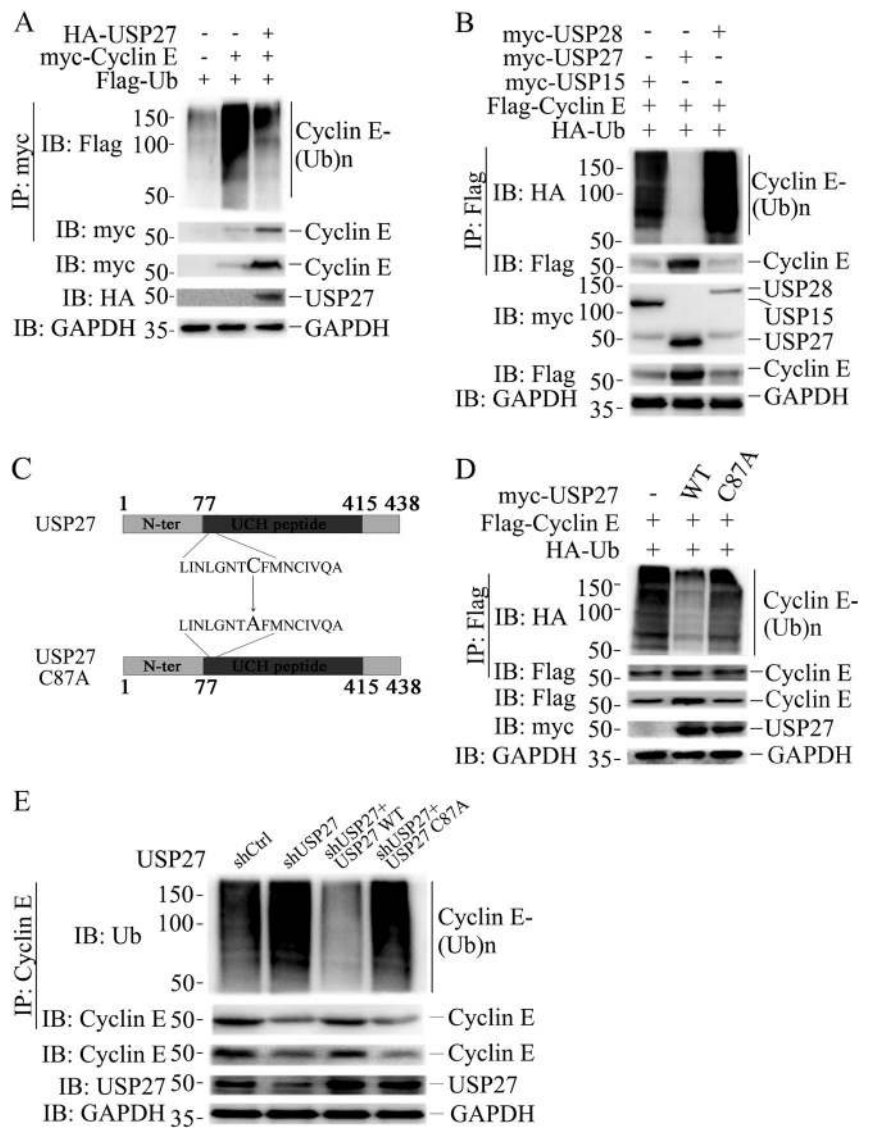 A
HA-USP27 - - +
myc-Cyclin E - + +
Flag-Ub + + +
IP: myc
150-
IB: Flag 100-
50-
Cyclin E-
(Ub)n
IB: myc 50- Cyclin E
IB: myc 50- Cyclin E
IB: HA 50- USP27
IB: GAPDH 35- GAPDH
B
myc-USP28 - - +
myc-USP27 - + -
myc-USP15 + - -
Flag-Cyclin E + + +
HA-Ub + + +
IP: Flag
150-
IB: HA 100-
50-
Cyclin E-
(Ub)n
IB: Flag 50- Cyclin E
150- USP28
IB: myc 100- USP15
50- USP27
IB: Flag 50- Cyclin E
IB: GAPDH 35- GAPDH
C
1 77 415 438
USP27 N-ter UCH peptide
LINLGNTCFMNCIVQA
LINLGNTAFMNCIVQA
USP27
C87A N-ter UCH peptide
1 77 415 438
D
myc-USP27 - WT C87A
Flag-Cyclin E + + +
HA-Ub + + +
IP: Flag
150-
IB: HA 100-
50-
Cyclin E-
(Ub)n
IB: Flag 50- Cyclin E
IB: Flag 50- Cyclin E
IB: myc 50- USP27
IB: GAPDH 35- GAPDH
E
USP27 shCtrl shUSP27 shUSP27+ USP27 WT shUSP27+ USP27 C87A
IP: Cyclin E
150-
IB: Ub 100-
50-
Cyclin E-
(Ub)n
IB: Cyclin E 50- Cyclin E
IB: Cyclin E 50- Cyclin E
IB: USP27 50- USP27
IB: GAPDH 35- GAPDH